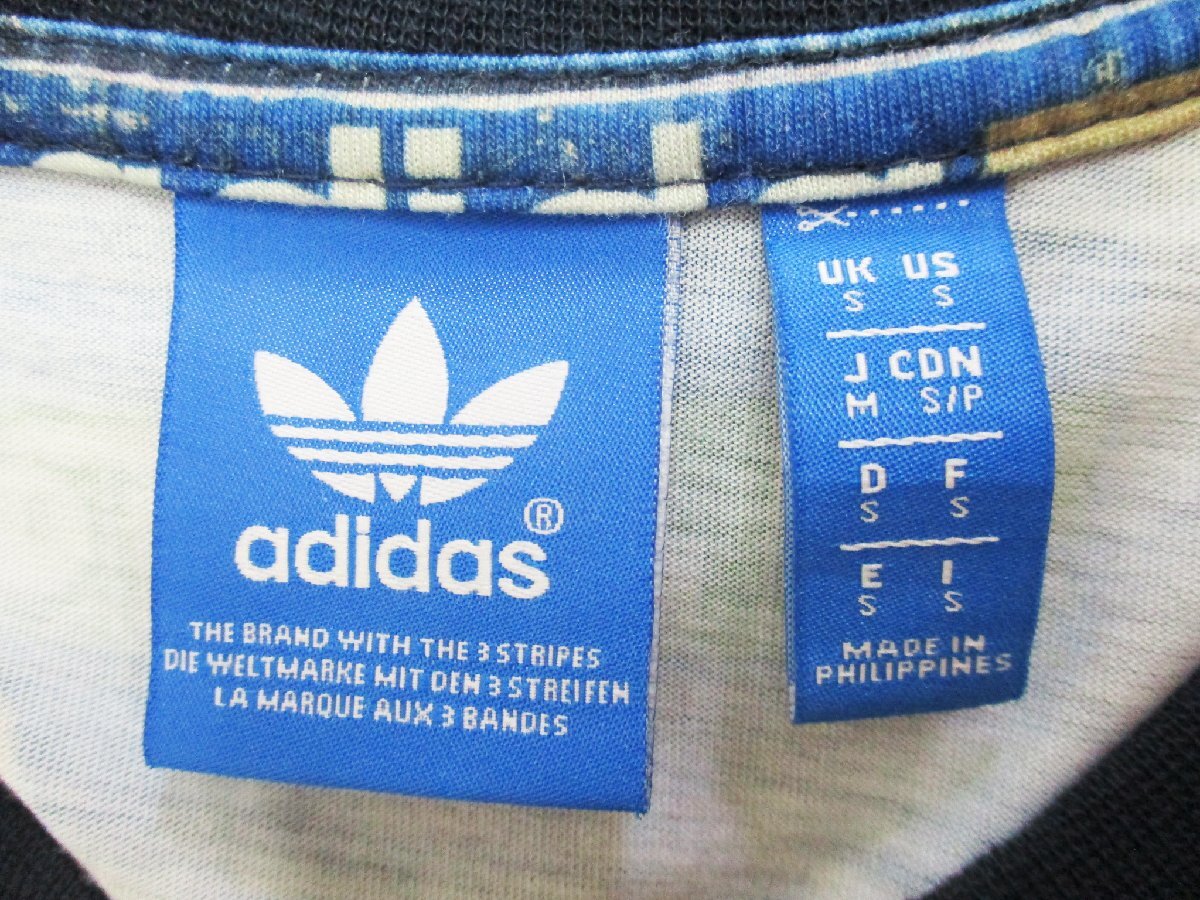 adidas®
THE BRAND WITH THE 3 STRIPES
DIE WELTMARKE MIT DEN 3 STREIFEN
LA MARQUE AUX 3 BANDES
UK US
S S
J CDN
M S/P
D F
S S
E I
S S
MADE IN
PHILIPPINES